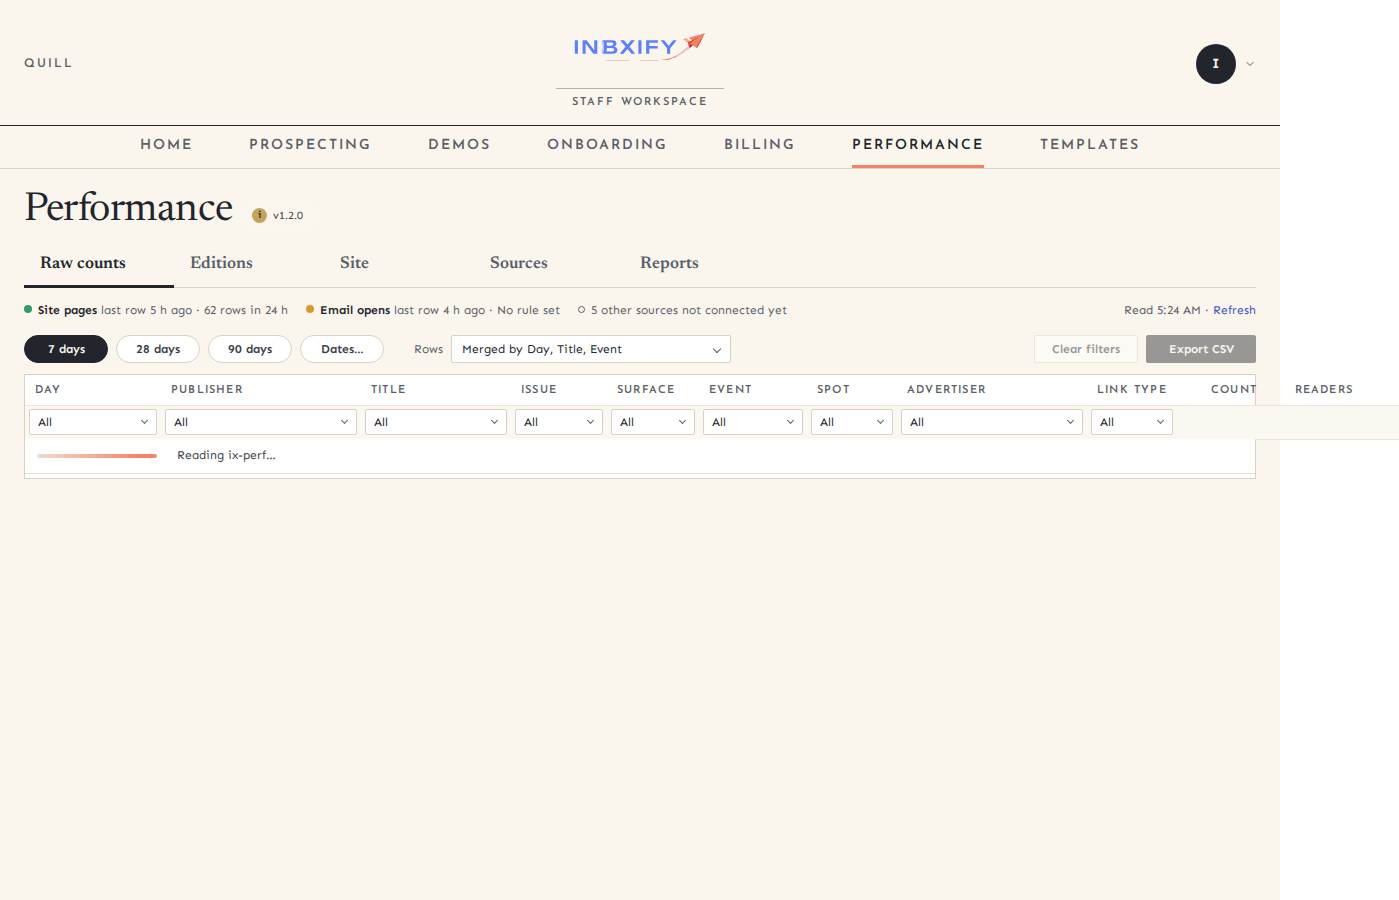 QUILL
INBXIFY
STAFF WORKSPACE
I
HOME PROSPECTING DEMOS ONBOARDING BILLING PERFORMANCE TEMPLATES
Performance i v1.2.0
Raw counts Editions Site Sources Reports
Site pages last row 5 h ago · 62 rows in 24 h Email opens last row 4 h ago · No rule set 5 other sources not connected yet Read 5:24 AM · Refresh
7 days 28 days 90 days Dates... Rows Merged by Day, Title, Event Clear filters Export CSV
DAY PUBLISHER TITLE ISSUE SURFACE EVENT SPOT ADVERTISER LINK TYPE COUNT READERS
All All All All All All All All All
Reading ix-perf...